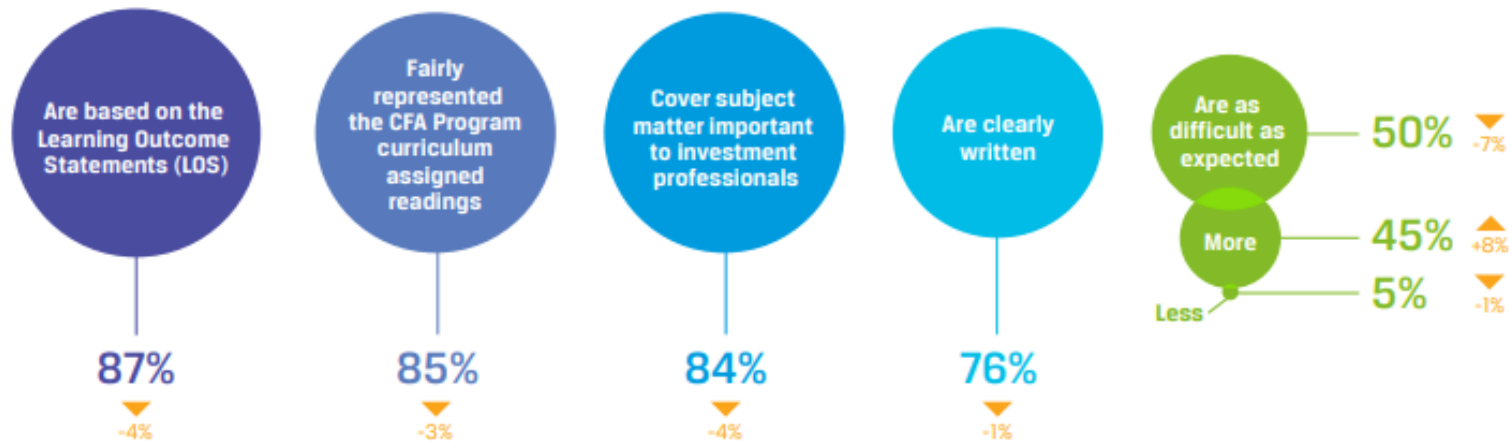 Are based on the
Learning Outcome
Statements (LOS)
87%
-4%
Fairly
represented
the CFA Program
curriculum
assigned
readings
85%
-3%
Cover subject
matter important
to investment
professionals
84%
-4%
Are clearly
written
76%
-1%
Are as
difficult as
expected
50%
-7%
More
45%
+8%
Less
5%
-1%